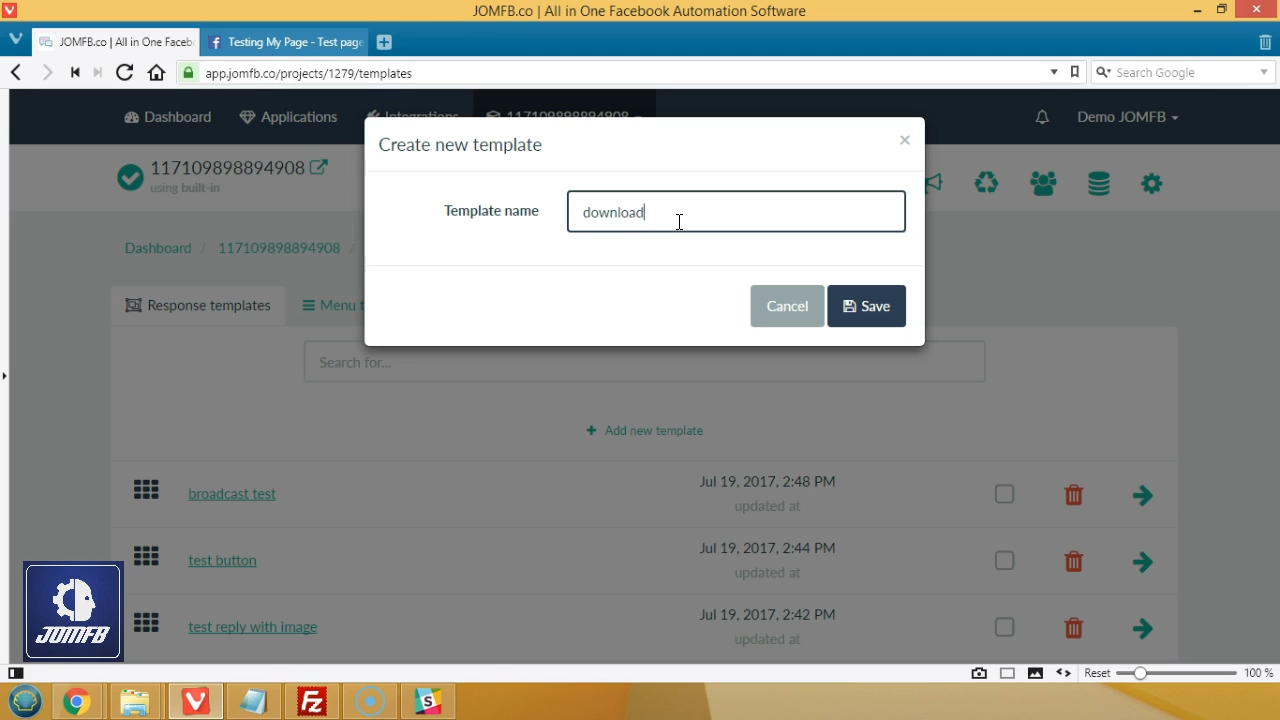 JOMFB.co | All in One Facebook Automation Software
JOMFB.co | All in One Faceb
Testing My Page - Test page
app.jomfb.co/projects/1279/templates
Search Google
Dashboard
Applications
Integrations
117109898894908
Demo JOMFB
Create new template
×
117109898894908
using built-in
Template name
download
Dashboard / 117109898894908 /
Cancel
Save
Response templates
Menu t
Search for...
+ Add new template
broadcast test
Jul 19, 2017, 2:48 PM
updated at
test button
Jul 19, 2017, 2:44 PM
updated at
test reply with image
Jul 19, 2017, 2:42 PM
updated at
JOMFB
Reset
100 %